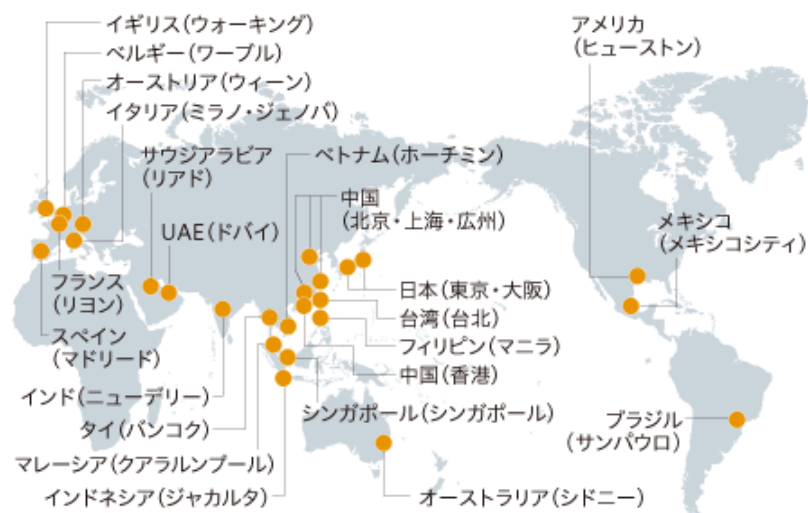 イギリス（ウォーキング）
ベルギー（ワーブル）
オーストリア（ウィーン）
イタリア（ミラノ・ジェノバ）
サウジアラビア
（リアド）
UAE（ドバイ）
ベトナム（ホーチミン）
中国
（北京・上海・広州）
アメリカ
（ヒューストン）
メキシコ
（メキシコシティ）
フランス
（リヨン）
スペイン
（マドリード）
日本（東京・大阪）
台湾（台北）
フィリピン（マニラ）
中国（香港）
インド（ニューデリー）
タイ（バンコク）
マレーシア（クアラルンプール）
インドネシア（ジャカルタ）
シンガポール（シンガポール）
オーストラリア（シドニー）
ブラジル
（サンパウロ）